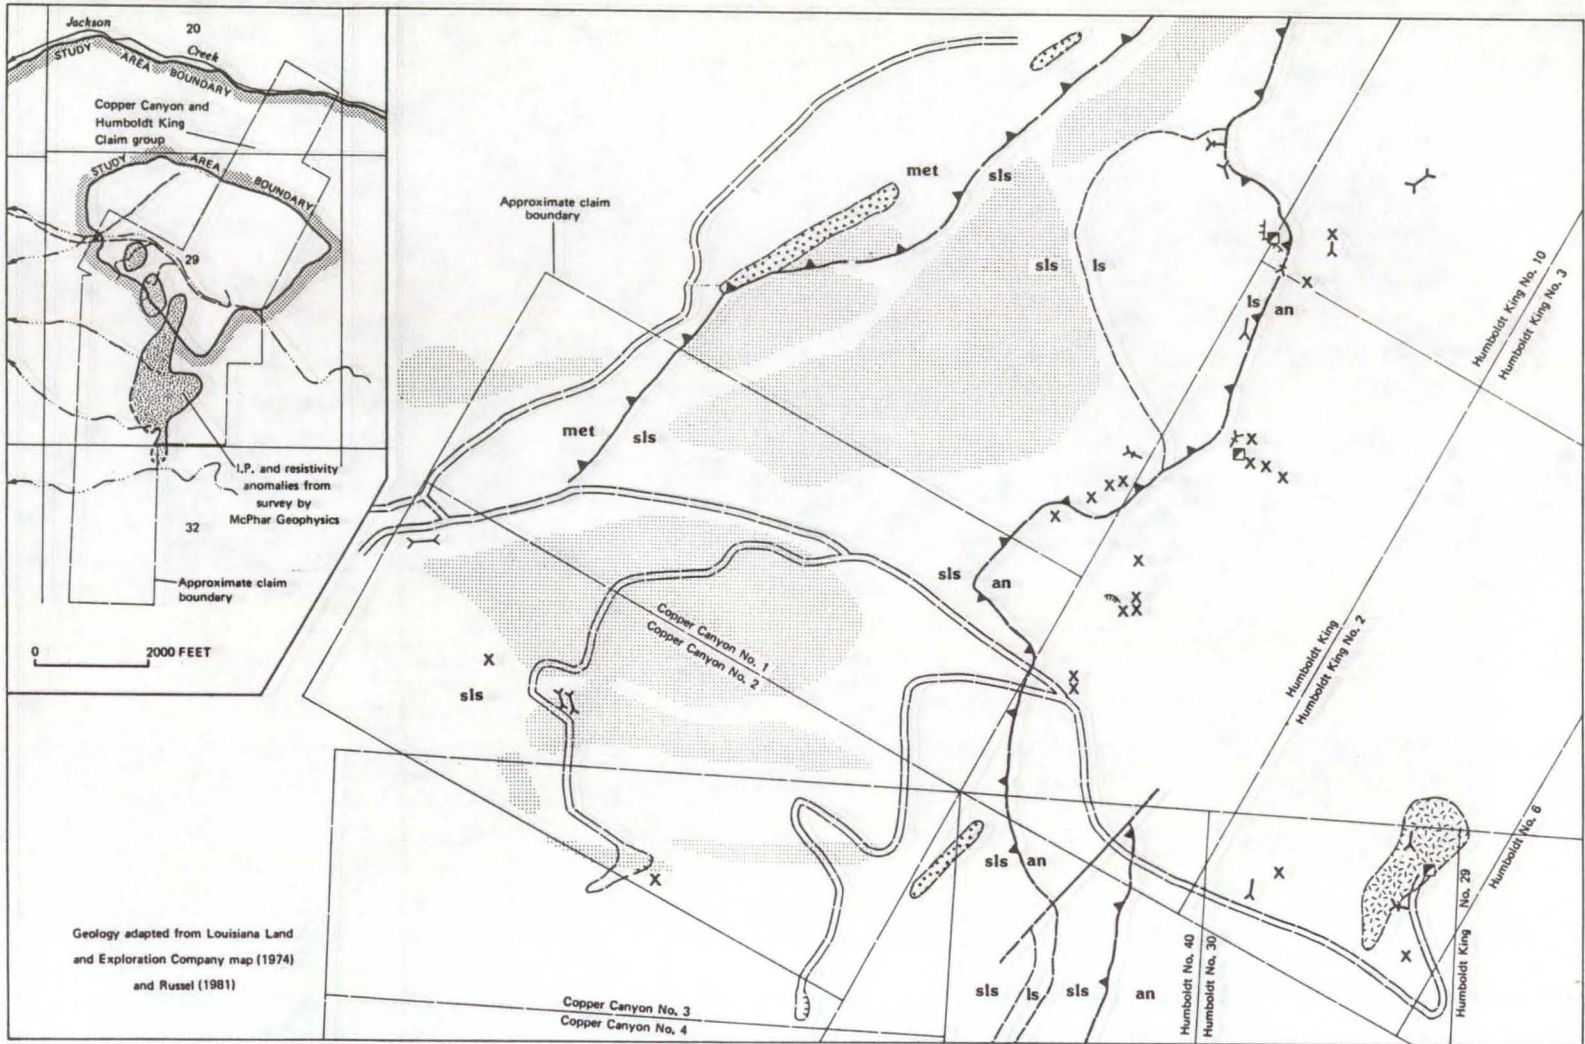 Jackson
20
Creek
STUDY AREA BOUNDARY
Copper Canyon and
Humboldt King
Claim group
STUDY AREA BOUNDARY
29
I.P. and resistivity
anomalies from
survey by
McPhar Geophysics
32
Approximate claim
boundary
0 2000 FEET
Approximate claim
boundary
met
sls
sls
ls
ls
an
met
sls
sls
an
Humboldt King No. 10
Humboldt King No. 3
Humboldt King
Humboldt King No. 2
Copper Canyon No. 1
Copper Canyon No. 2
sls
sls
an
Humboldt No. 6
Humboldt King No. 29
Humboldt No. 40
Humboldt No. 30
sls
ls
sls
an
Copper Canyon No. 3
Copper Canyon No. 4
Geology adapted from Louisiana Land
and Exploration Company map (1974)
and Russel (1981)